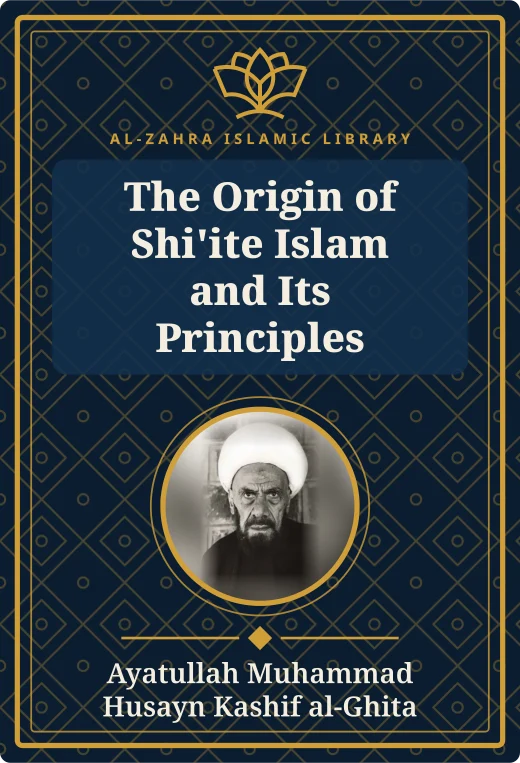 AL-ZAHRA ISLAMIC LIBRARY
The Origin of
Shi'ite Islam
and Its
Principles
Ayatullah Muhammad
Husayn Kashif al-Ghita